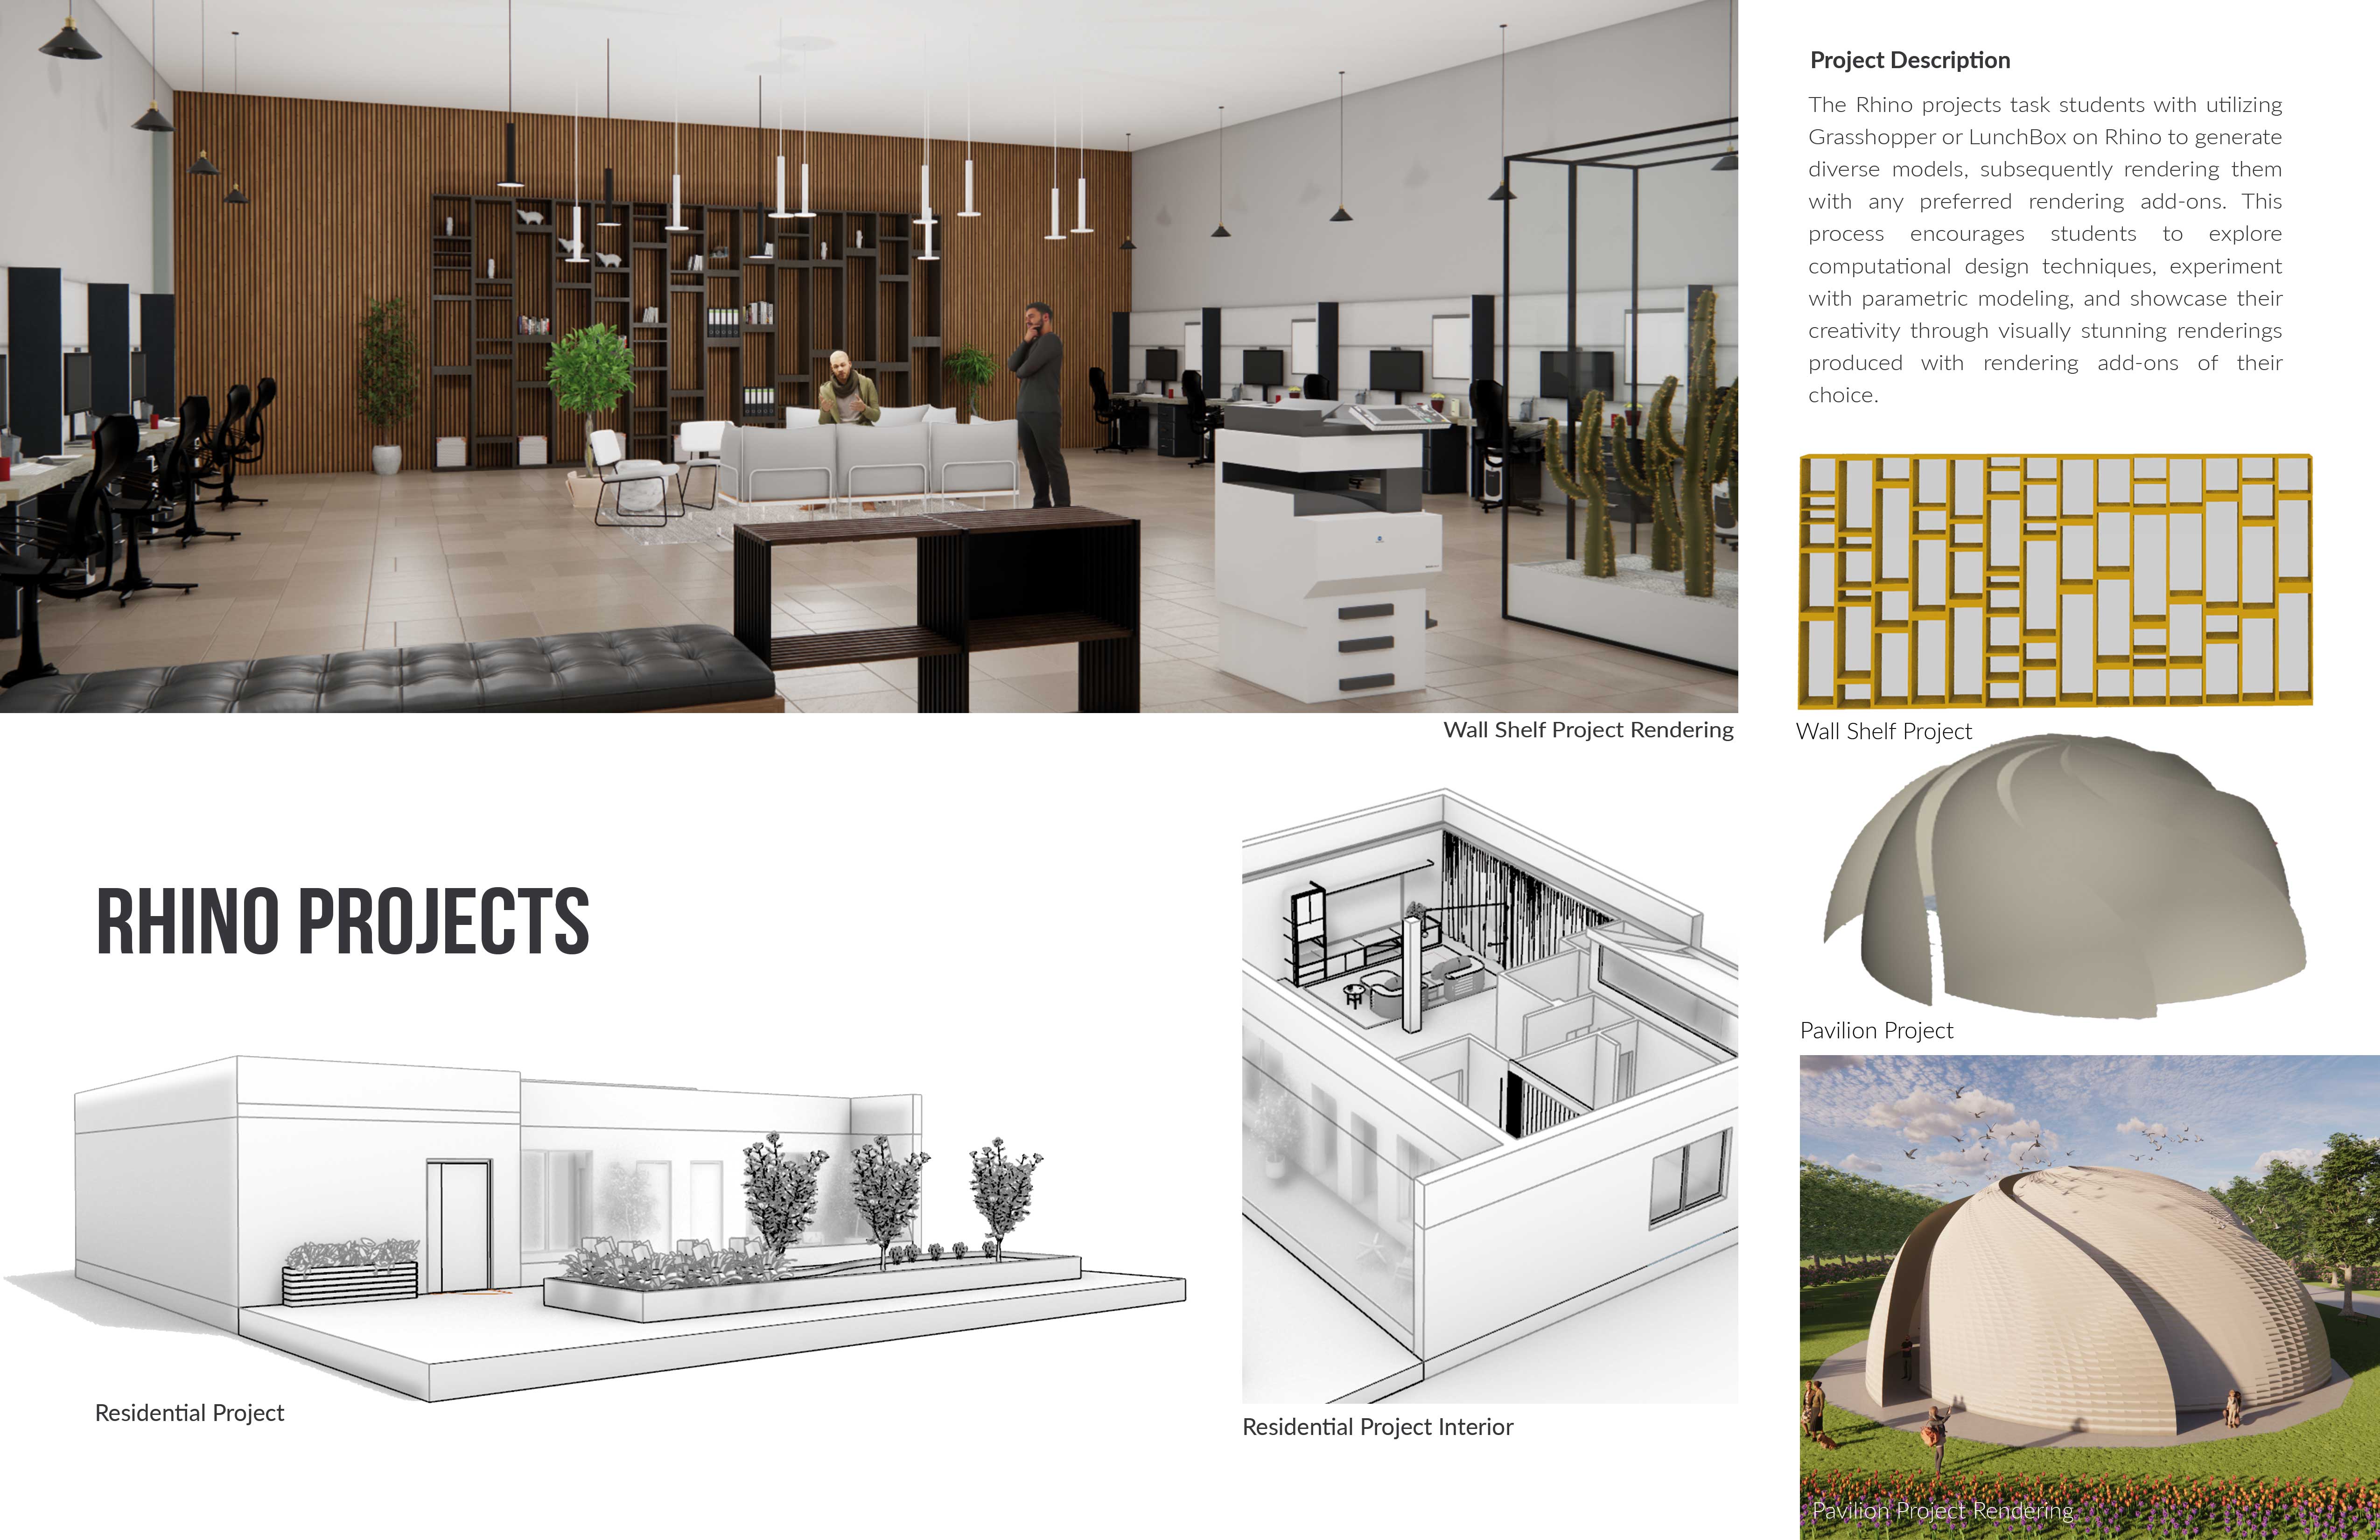 Project Description
The Rhino projects task students with utilizing
Grasshopper or LunchBox on Rhino to generate
diverse models, subsequently rendering them
with any preferred rendering add-ons. This
process encourages students to explore
computational design techniques, experiment
with parametric modeling, and showcase their
creativity through visually stunning renderings
produced with rendering add-ons of their
choice.
Wall Shelf Project Rendering
Wall Shelf Project
RHINO PROJECTS
Pavilion Project
Residential Project
Residential Project Interior
Pavilion Project Rendering